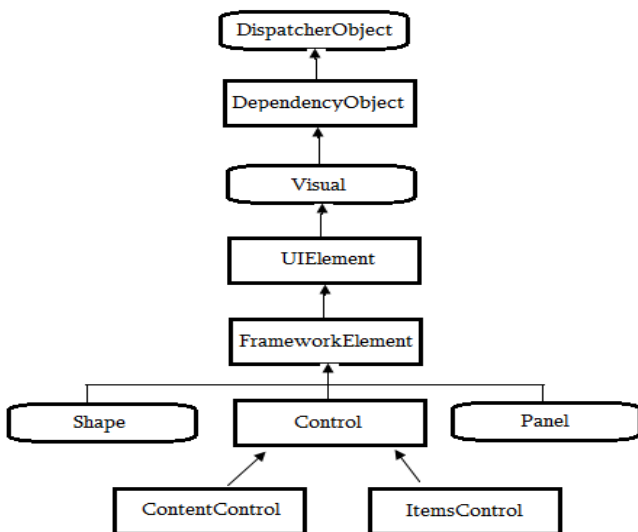 DispatcherObject
DependencyObject
Visual
UIElement
FrameworkElement
Shape
Control
Panel
ContentControl
ItemsControl